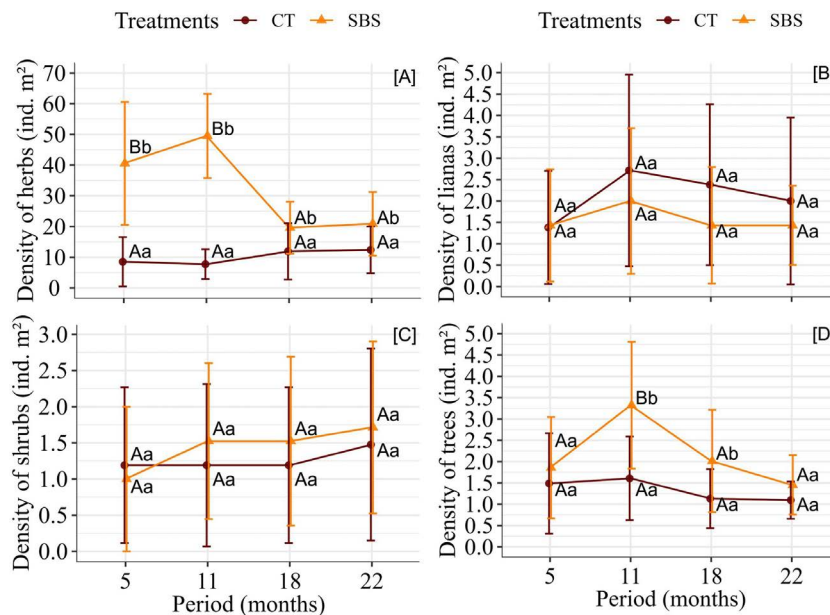 Treatments CT SBS
Treatments CT SBS
[A]
Density of herbs (ind. m²)
70
60
50
40
30
20
10
0
Bb
Bb
Ab
Ab
Aa
Aa
Aa
Aa
[B
Density of lianas (ind. m²)
5.0
4.5
4.0
3.5
3.0
2.5
2.0
1.5
1.0
0.5
0.0
Aa
Aa
Aa
Aa
Aa
Aa
Aa
Aa
[C]
Density of shrubs (ind. m²)
3.0
2.5
2.0
1.5
1.0
0.5
0.0
Aa
Aa
Aa
Aa
Aa
Aa
Aa
Aa
5 11 18 22
Period (months)
[D
Density of trees (ind. m²)
5.0
4.5
4.0
3.5
3.0
2.5
2.0
1.5
1.0
0.5
0.0
Aa
Bb
Ab
Aa
Aa
Aa
Aa
Aa
5 11 18 22
Period (months)